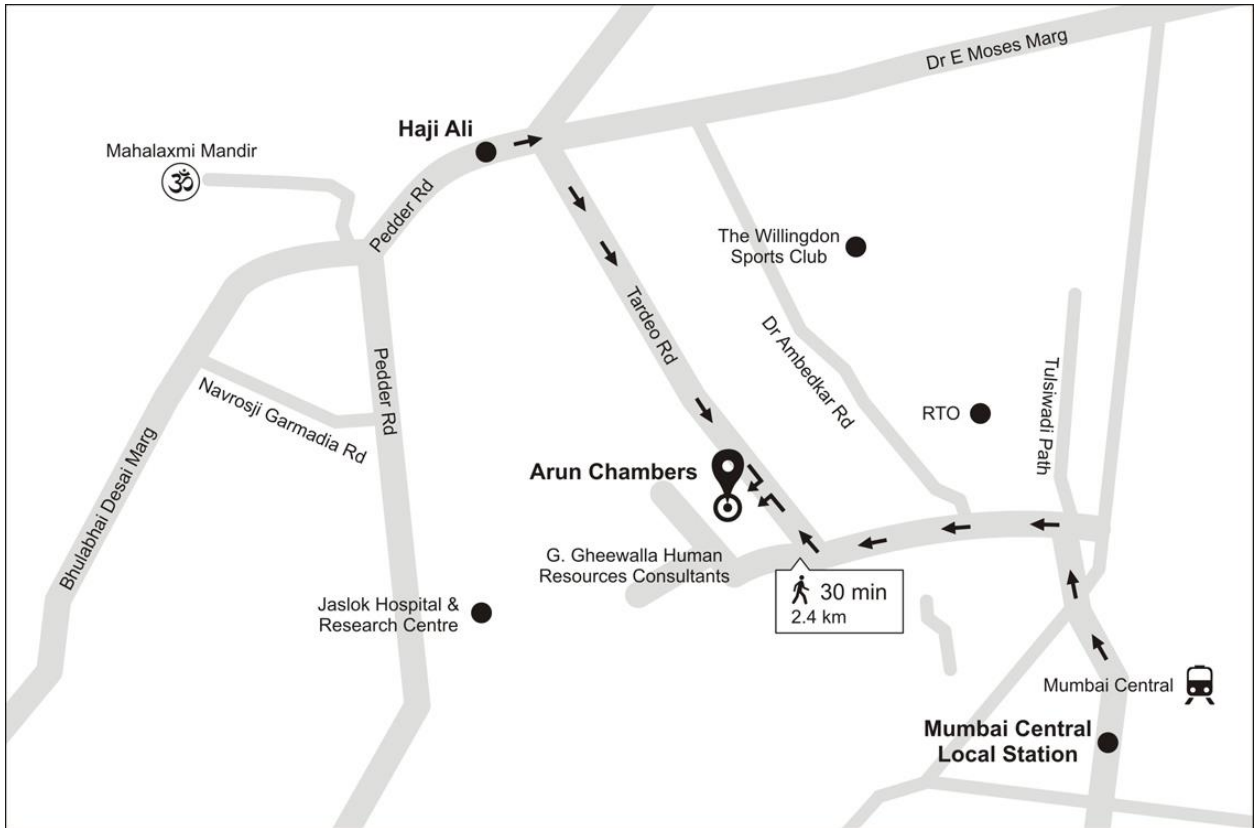 Dr E Moses Marg
Haji Ali
Mahalaxmi Mandir
ॐ
Pedder Rd
The Willingdon
Sports Club
Tardeo Rd
Dr Ambedkar Rd
Tulsiwadi Path
Pedder Rd
Navrosji Garmadia Rd
RTO
Bhulabhai Desai Marg
Arun Chambers
G. Gheewalla Human
Resources Consultants
30 min
2.4 km
Jaslok Hospital &
Research Centre
Mumbai Central
Mumbai Central
Local Station